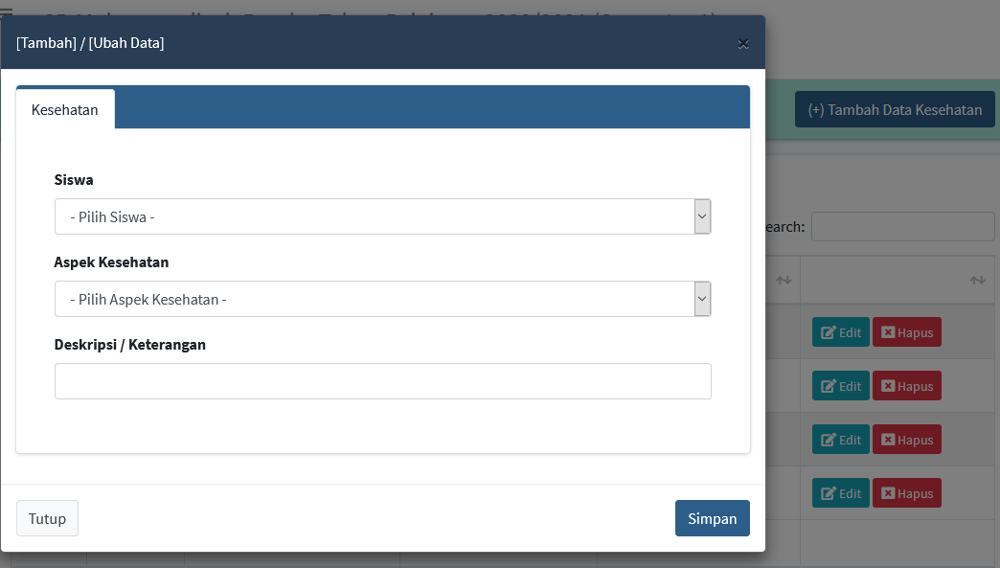 [Tambah] / [Ubah Data]
×
Kesehatan
(+) Tambah Data Kesehatan
Siswa
- Pilih Siswa -
earch:
Aspek Kesehatan
- Pilih Aspek Kesehatan -
Edit Hapus
Deskripsi / Keterangan
Edit Hapus
Edit Hapus
Edit Hapus
Tutup
Simpan